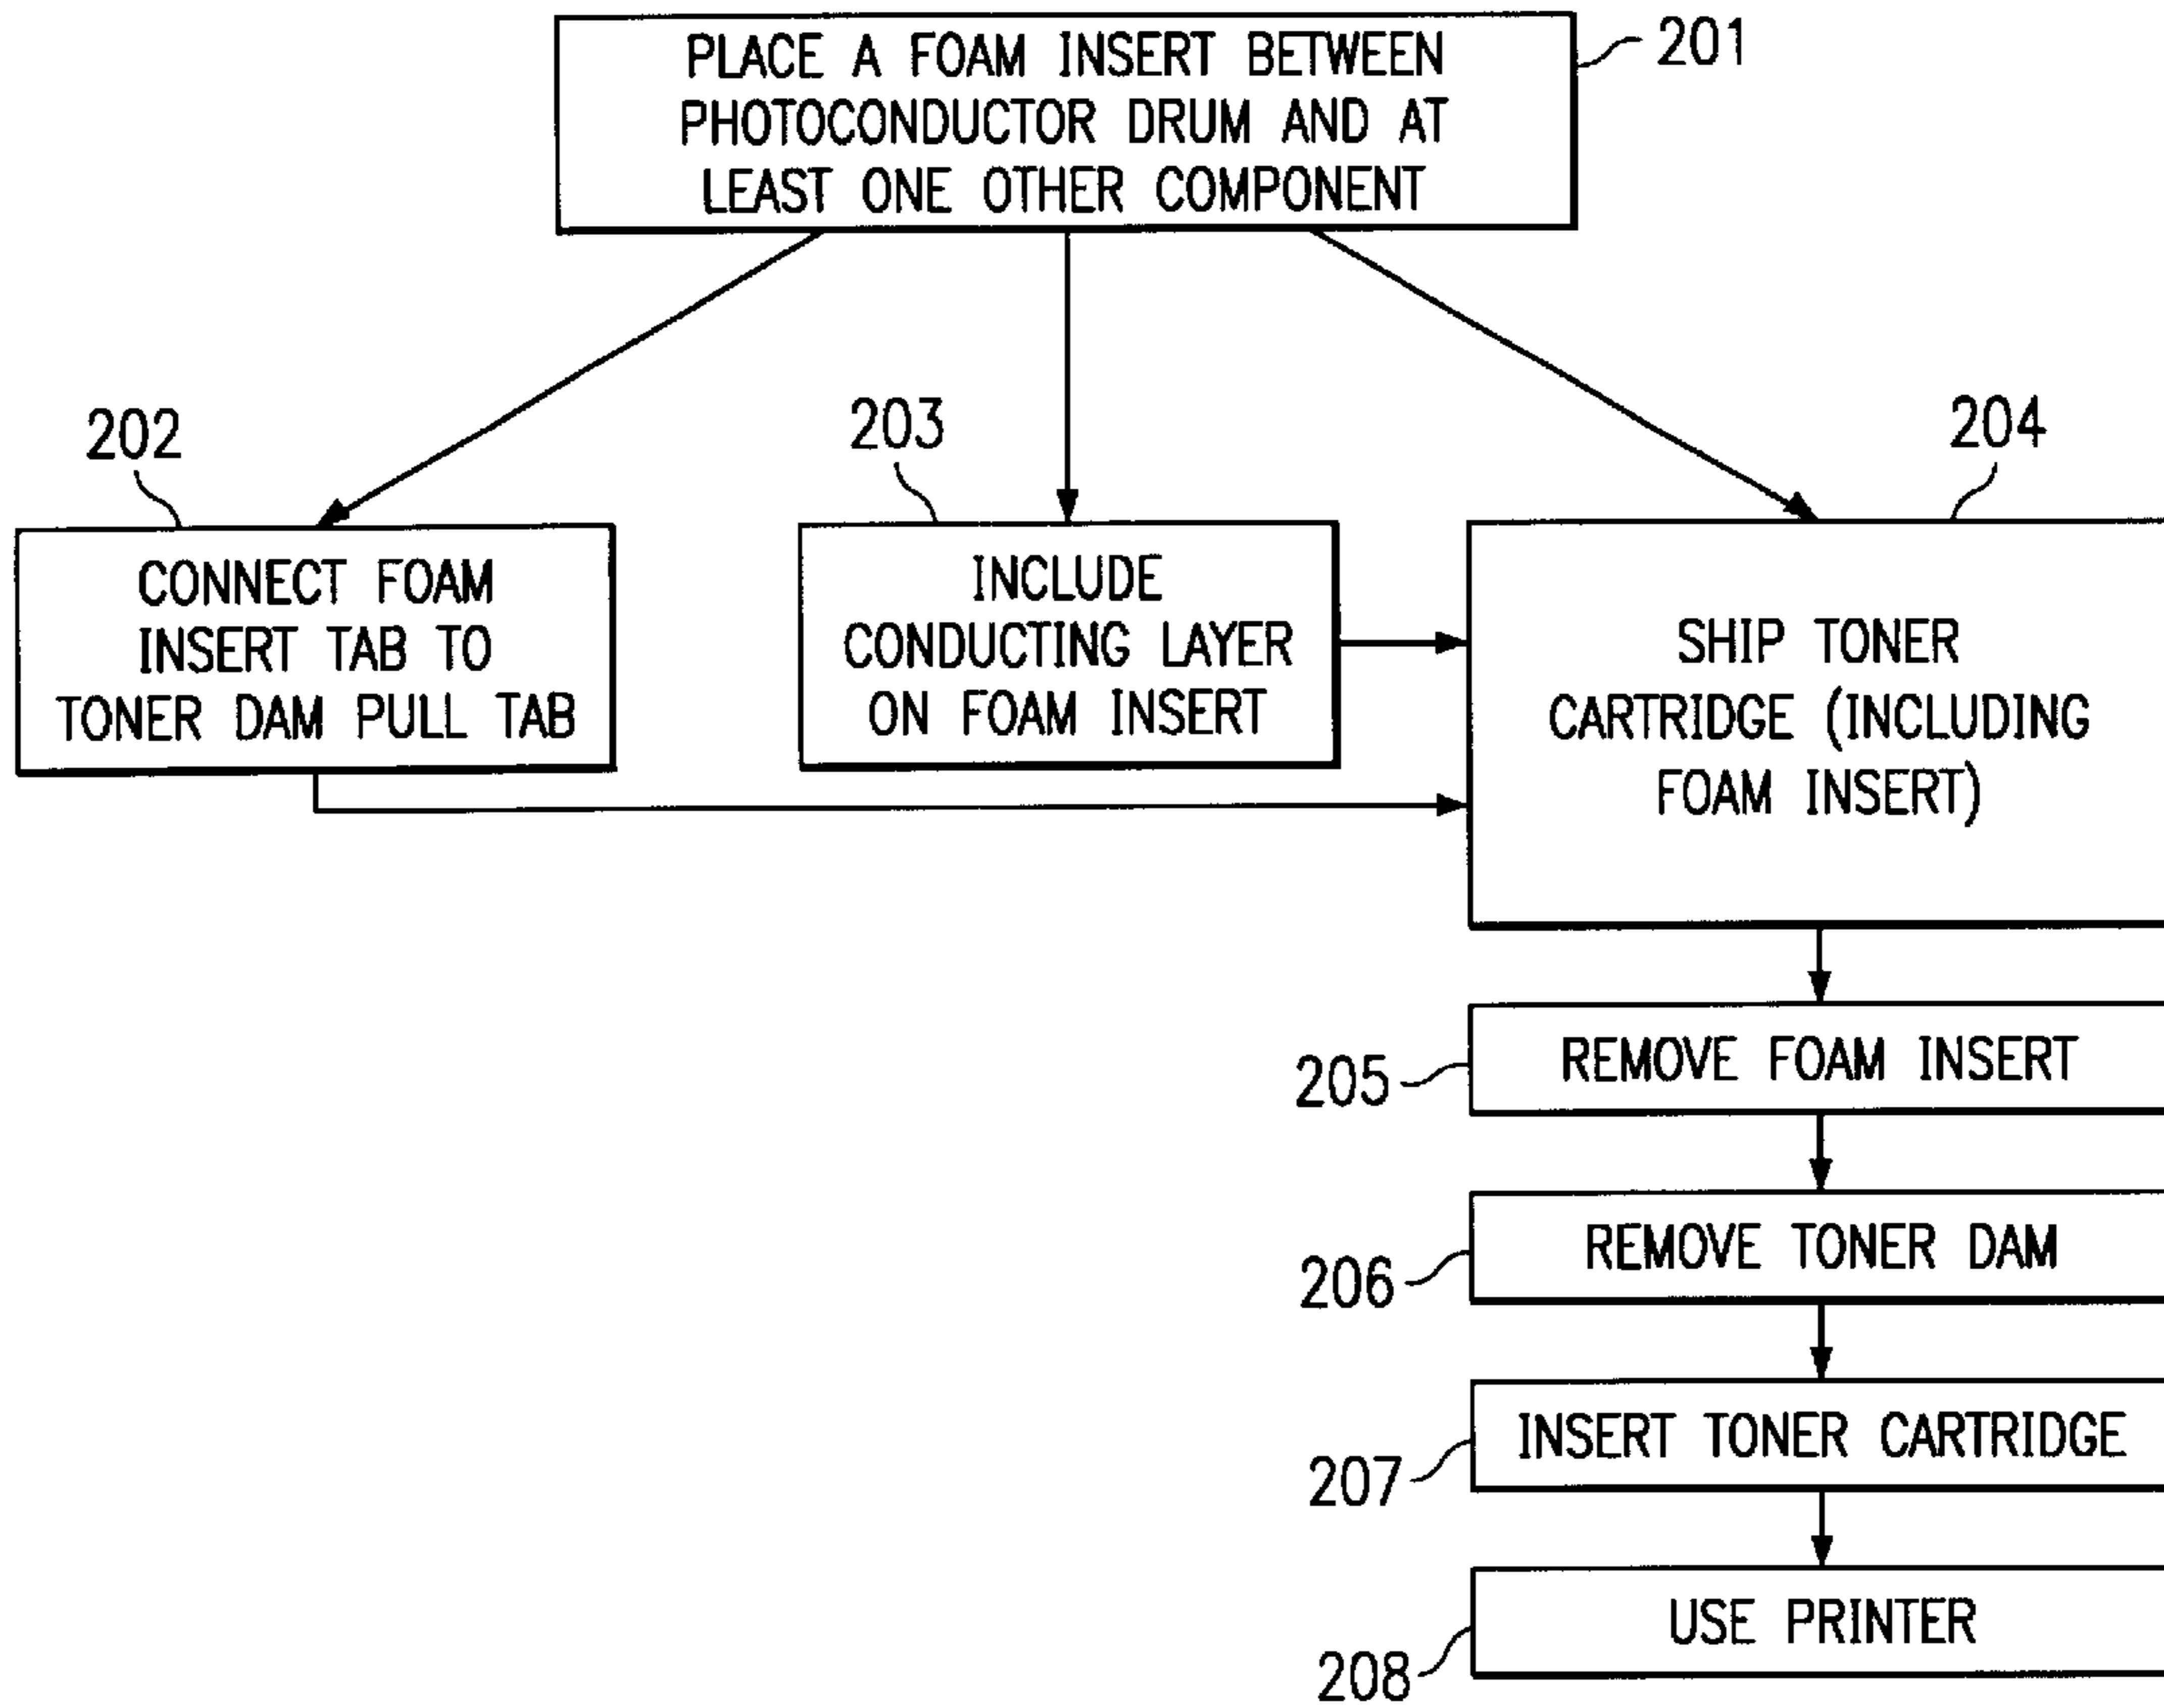 PLACE A FOAM INSERT BETWEEN
PHOTOCONDUCTOR DRUM AND AT
LEAST ONE OTHER COMPONENT
201
202
203
204
CONNECT FOAM
INSERT TAB TO
TONER DAM PULL TAB
INCLUDE
CONDUCTING LAYER
ON FOAM INSERT
SHIP TONER
CARTRIDGE (INCLUDING
FOAM INSERT)
205
REMOVE FOAM INSERT
206
REMOVE TONER DAM
207
INSERT TONER CARTRIDGE
208
USE PRINTER